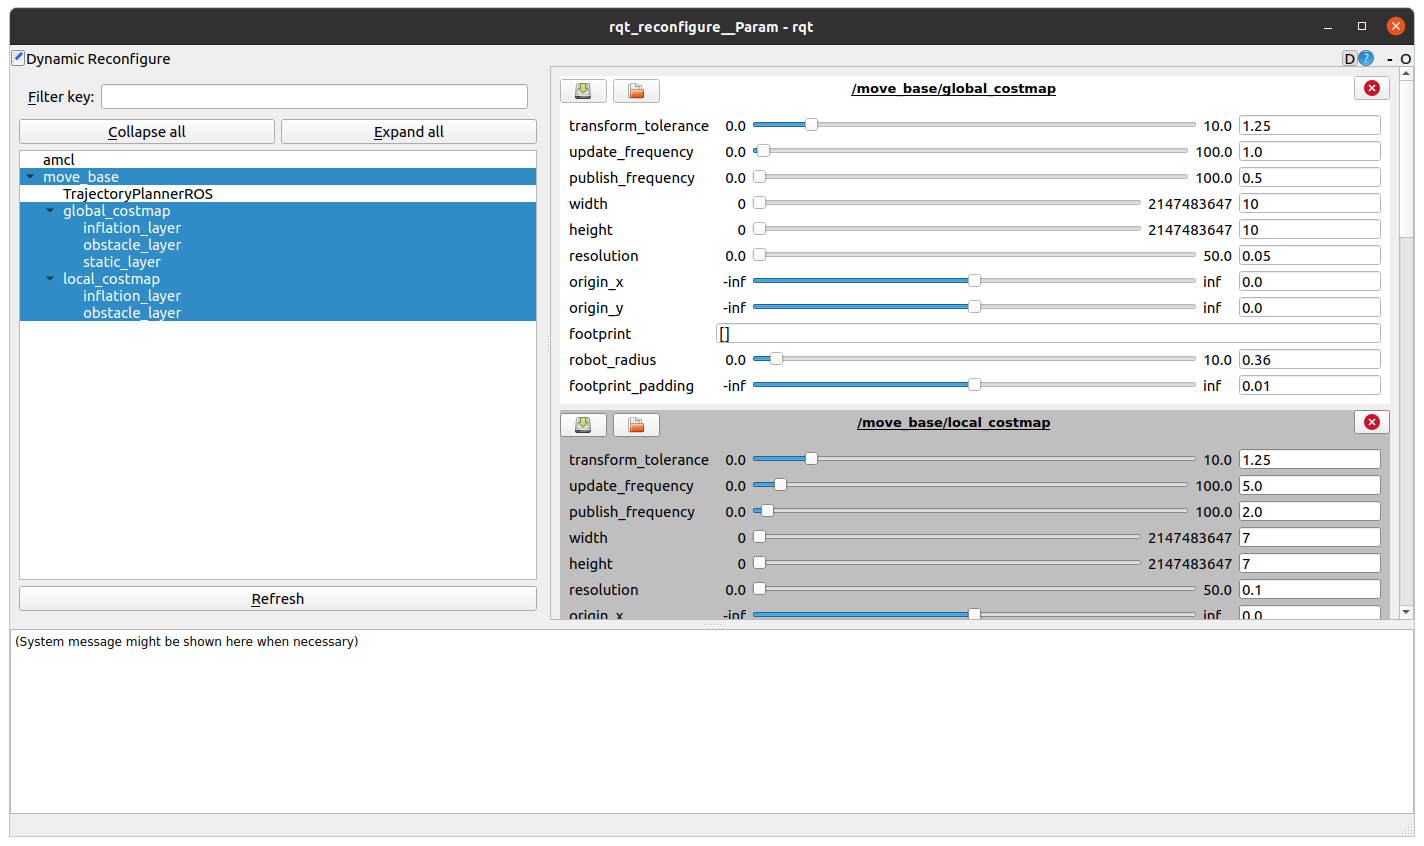 rqt_reconfigure__Param - rqt
Dynamic Reconfigure
D ? - O
Filter key:
Collapse all Expand all
amcl
move_base
TrajectoryPlannerROS
global_costmap
inflation_layer
obstacle_layer
static_layer
local_costmap
inflation_layer
obstacle_layer
Refresh
/move_base/global_costmap
transform_tolerance 0.0 10.0 1.25
update_frequency 0.0 100.0 1.0
publish_frequency 0.0 100.0 0.5
width 0 2147483647 10
height 0 2147483647 10
resolution 0.0 50.0 0.05
origin_x -inf inf 0.0
origin_y -inf inf 0.0
footprint []
robot_radius 0.0 10.0 0.36
footprint_padding -inf inf 0.01
/move_base/local_costmap
transform_tolerance 0.0 10.0 1.25
update_frequency 0.0 100.0 5.0
publish_frequency 0.0 100.0 2.0
width 0 2147483647 7
height 0 2147483647 7
resolution 0.0 50.0 0.1
origin_x -inf inf 0.0
(System message might be shown here when necessary)